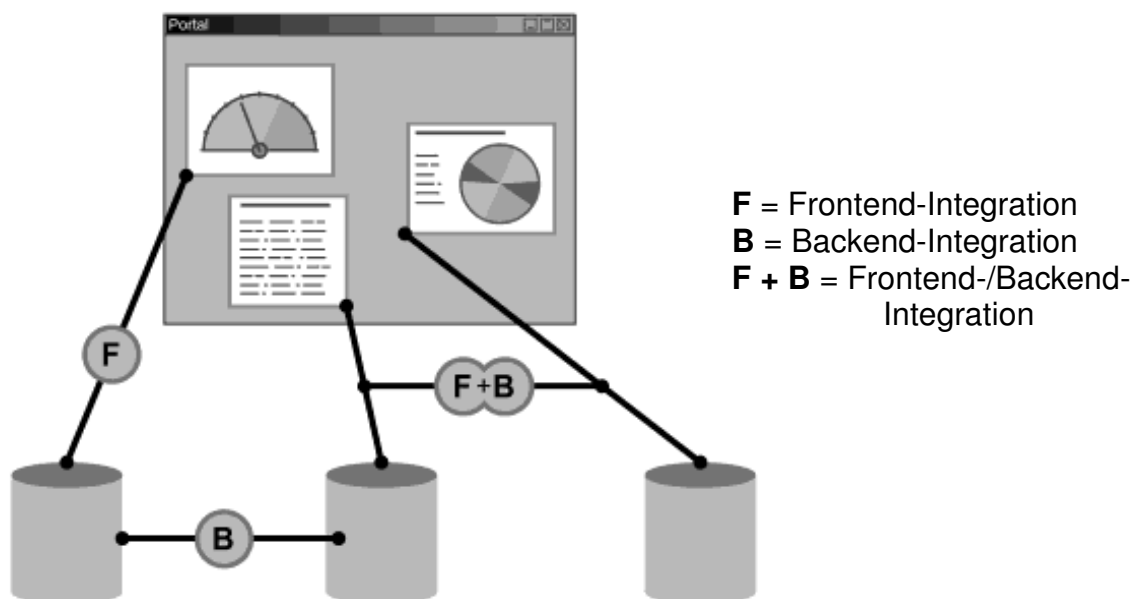 Portal
F = Frontend-Integration
B = Backend-Integration
F + B = Frontend-/Backend-
Integration
F
F+B
B